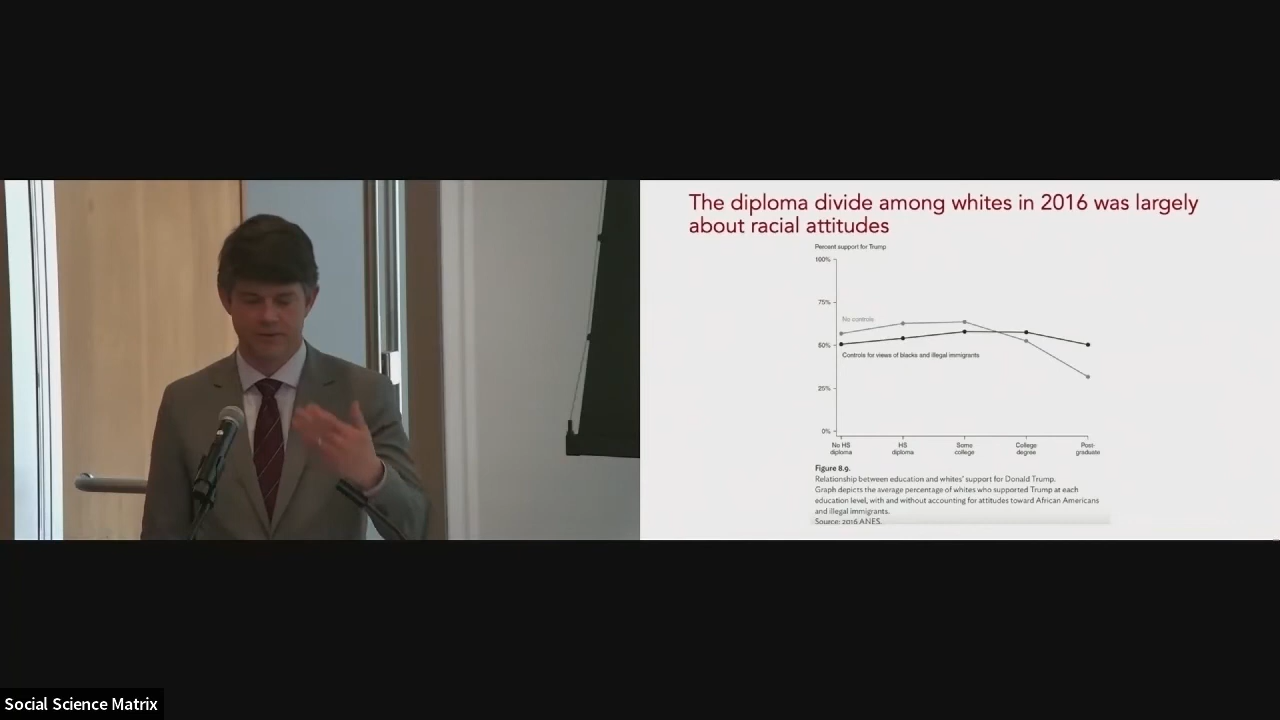 The diploma divide among whites in 2016 was largely
about racial attitudes
Percent support for Trump
100%
75%
No controls
50%
Controls for views of blacks and illegal immigrants
25%
0%
No HS
diploma
HS
diploma
Some
college
College
degree
Post-
graduate
Figure 8.9.
Relationship between education and whites' support for Donald Trump.
Graph depicts the average percentage of whites who supported Trump at each
education level, with and without accounting for attitudes toward African Americans
and illegal immigrants.
Source: 2016 ANES.
Social Science Matrix